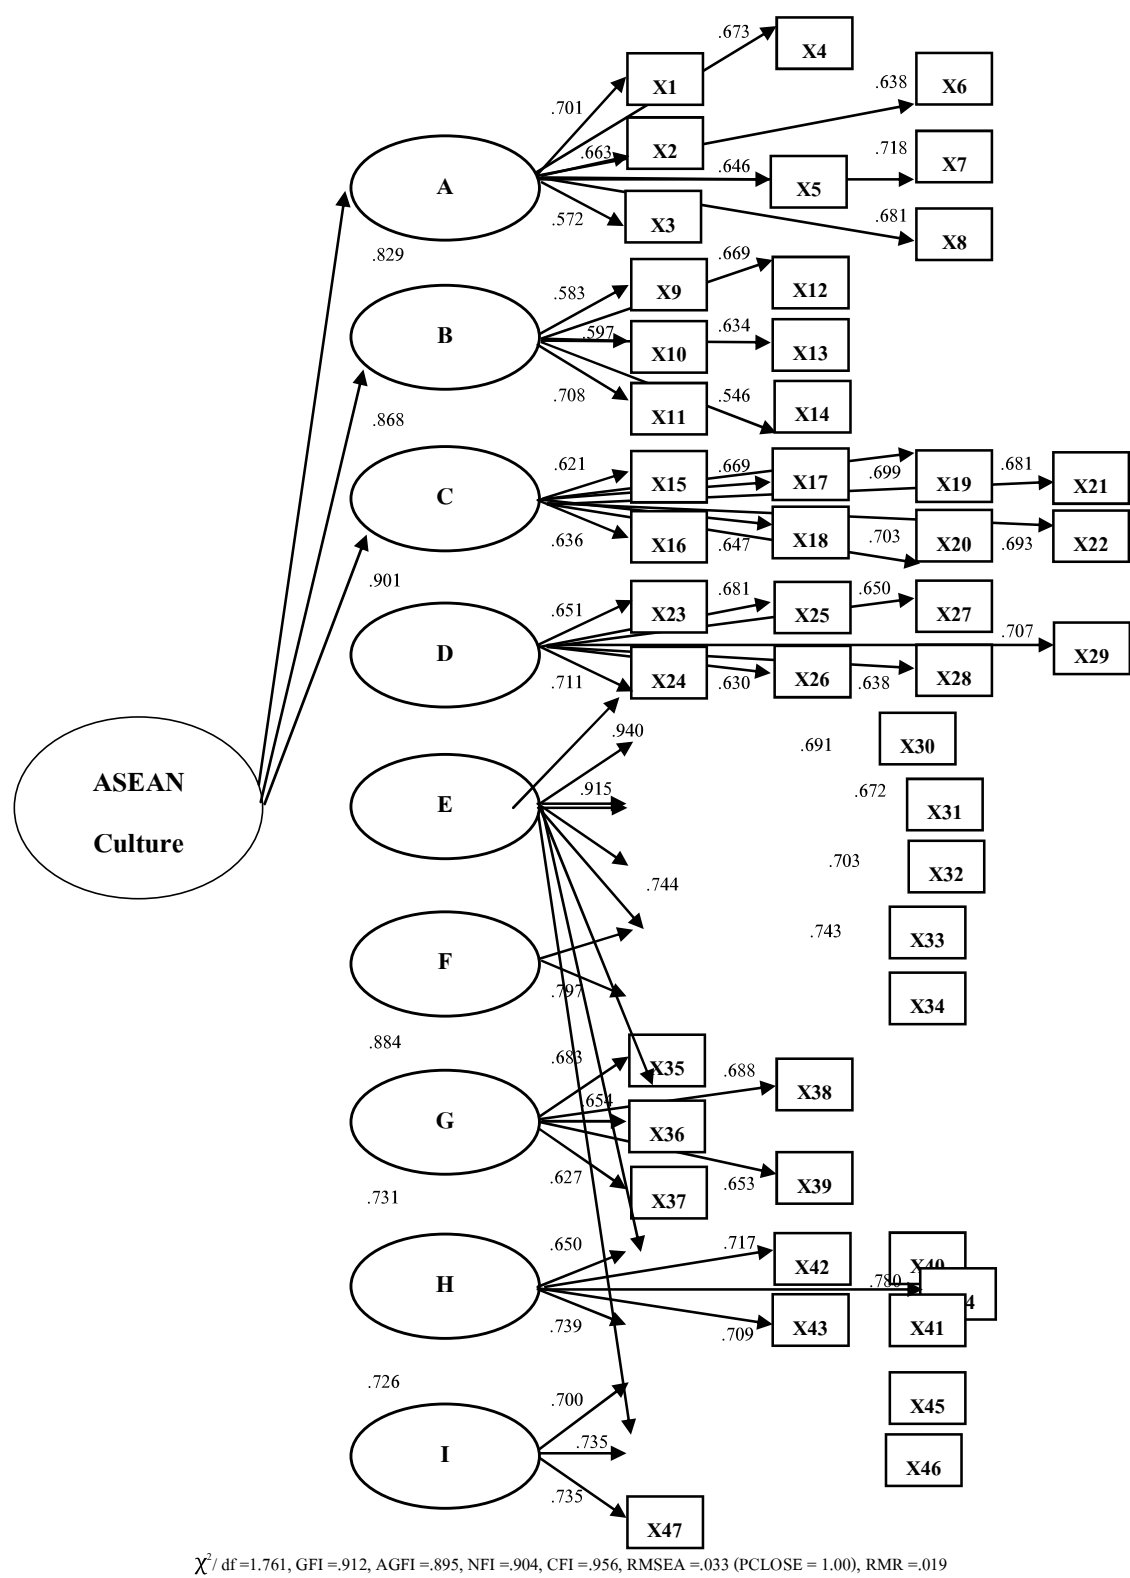 .673
X4
X1
.701
.638
X6
.663
X2
.718
X7
A
.646
X5
.572
X3
.681
X8
.829
.669
.583
X9
X12
B
.597
X10
.634
X13
.708
X11
.546
X14
.868
.621
X15
.669
X17
.699
X19
.681
X21
C
.636
X16
.647
X18
.703
X20
.693
X22
.901
.651
X23
.681
X25
.650
X27
D
.707
X29
.711
X24
.630
X26
.638
X28
.940
.691
X30
ASEAN
Culture
E
.915
.672
X31
.744
.703
X32
F
.743
X33
.797
X34
.884
.683
X35
.688
X38
G
.654
X36
.627
X37
.653
X39
.731
.650
.717
X42
X40
H
.780
4
.739
.709
X43
X41
.726
.700
X45
I
.735
X46
.735
X47
χ²/ df =1.761, GFI =.912, AGFI =.895, NFI =.904, CFI =.956, RMSEA =.033 (PCLOSE = 1.00), RMR =.019